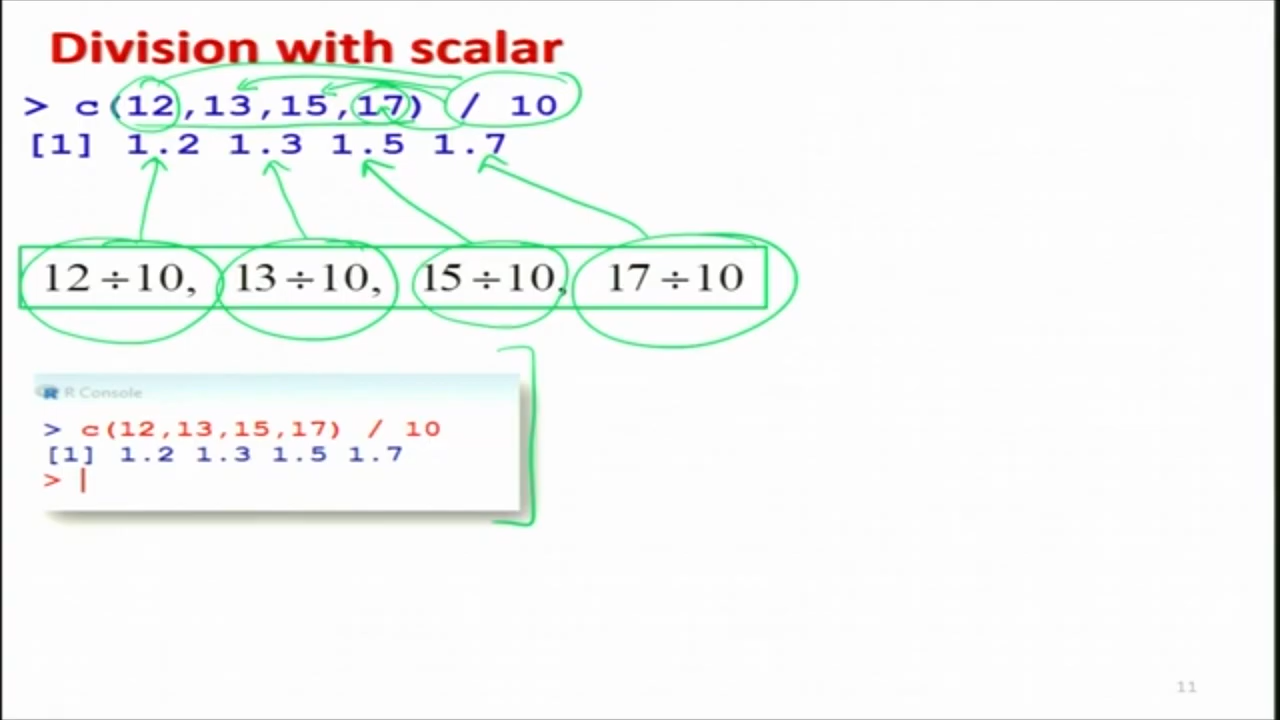 Division with scalar
> c(12,13,15,17) / 10
[1] 1.2 1.3 1.5 1.7
12 ÷10, 13 ÷10, 15 ÷10, 17 ÷10
R Console
> c(12,13,15,17) / 10
[1] 1.2 1.3 1.5 1.7
> |
11